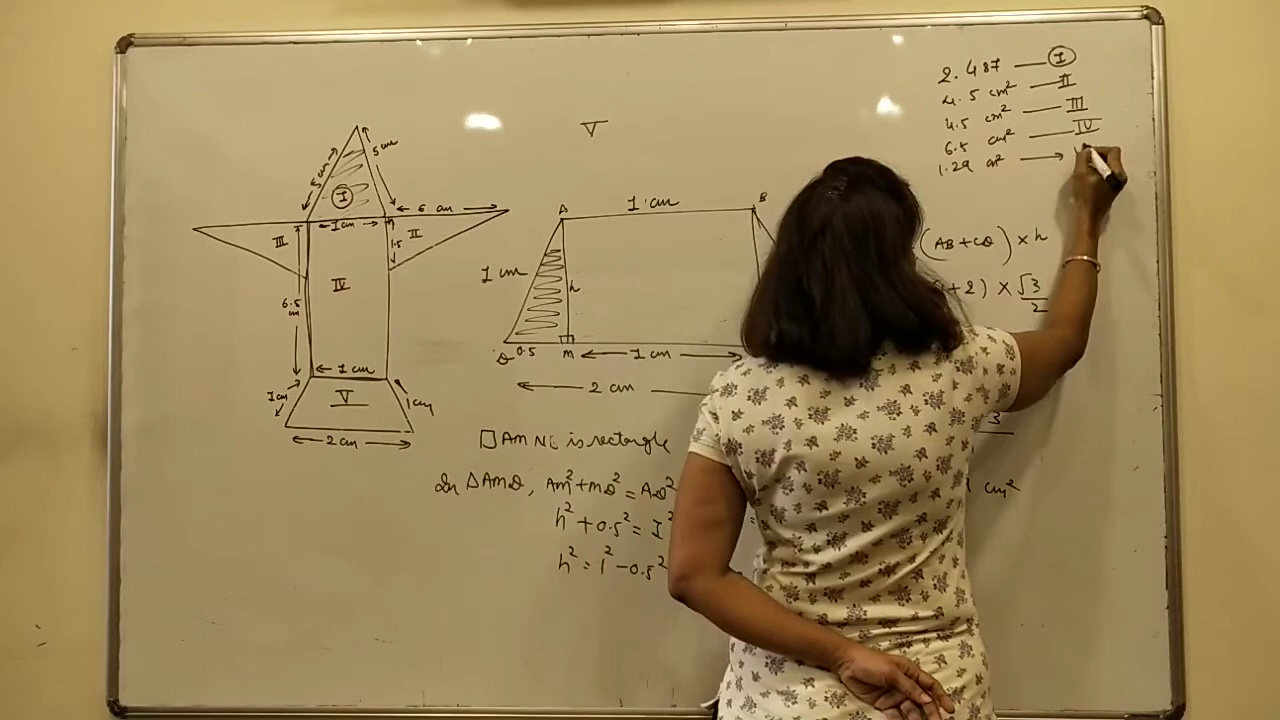 2.487 — I
4.5 cm² — II
4.5 cm² — III
6.5 cm² — IV
1.29 cm² →
V
5 cm
5 cm
I
1 cm
6 cm
III
1.5
II
IV
6.5 cm
1 cm
1 cm
V
1 cm
2 cm
A
1 cm
B
1 cm
h
D
0.5
M
1 cm
2 cm
(AB + CD) × h
+ 2) × √3
2
3
cm²
□AMNB is rectangle
In ΔAMD, AM² + MD² = AD²
h² + 0.5² = 1²
h² = 1² - 0.5²